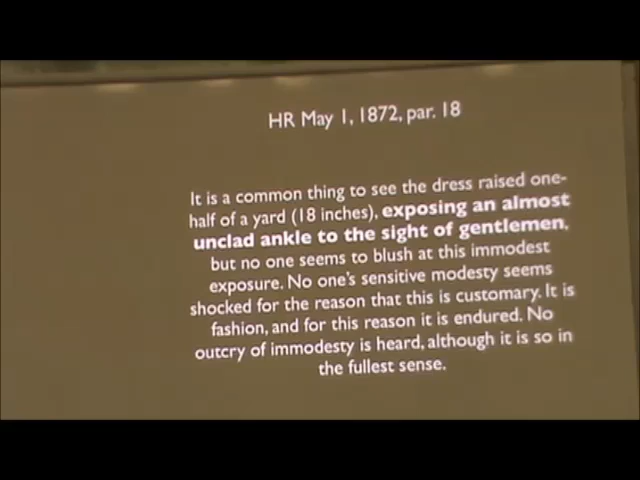 HR May 1, 1872, par. 18
It is a common thing to see the dress raised one-
half of a yard (18 inches), exposing an almost
unclad ankle to the sight of gentlemen,
but no one seems to blush at this immodest
exposure. No one's sensitive modesty seems
shocked for the reason that this is customary. It is
fashion, and for this reason it is endured. No
outcry of immodesty is heard, although it is so in
the fullest sense.